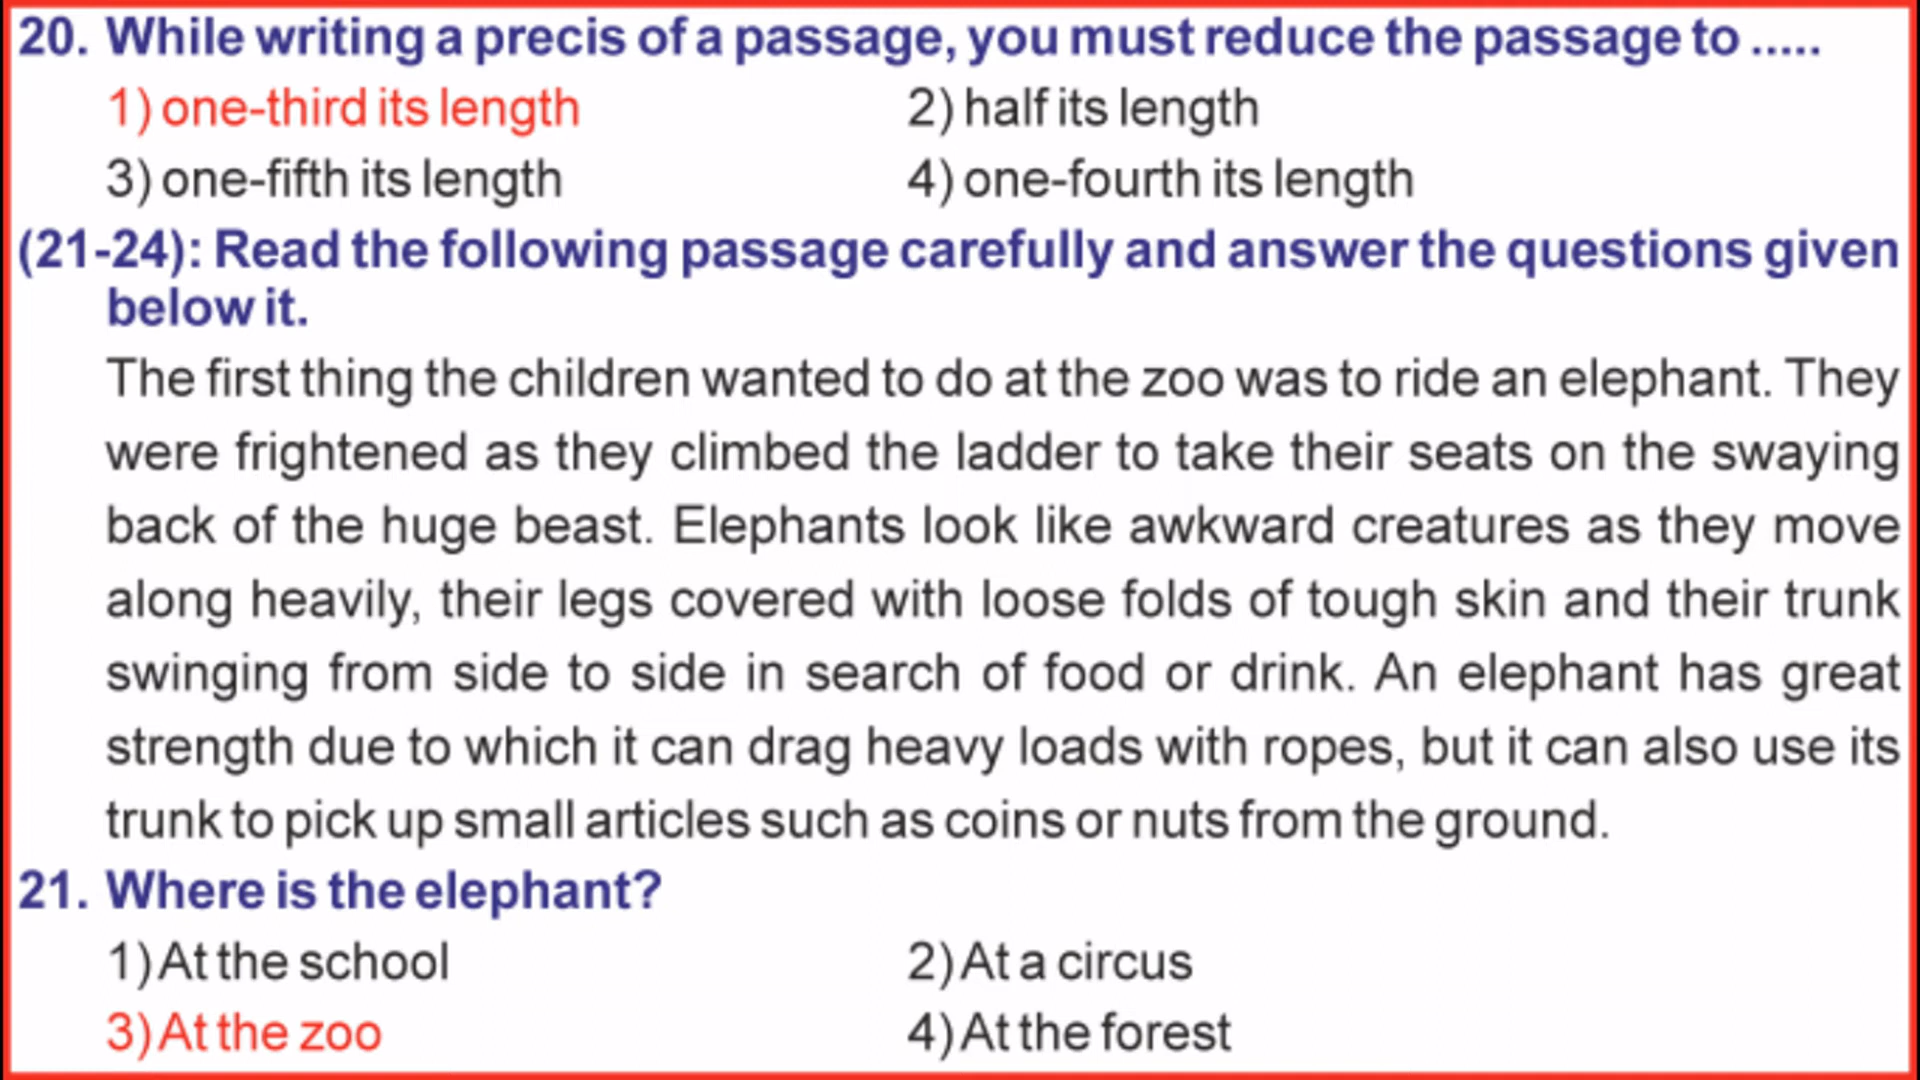 20. While writing a precis of a passage, you must reduce the passage to .....
1) one-third its length 2) half its length
3) one-fifth its length 4) one-fourth its length
(21-24): Read the following passage carefully and answer the questions given
below it.
The first thing the children wanted to do at the zoo was to ride an elephant. They
were frightened as they climbed the ladder to take their seats on the swaying
back of the huge beast. Elephants look like awkward creatures as they move
along heavily, their legs covered with loose folds of tough skin and their trunk
swinging from side to side in search of food or drink. An elephant has great
strength due to which it can drag heavy loads with ropes, but it can also use its
trunk to pick up small articles such as coins or nuts from the ground.
21. Where is the elephant?
1) At the school 2) At a circus
3) At the zoo 4) At the forest